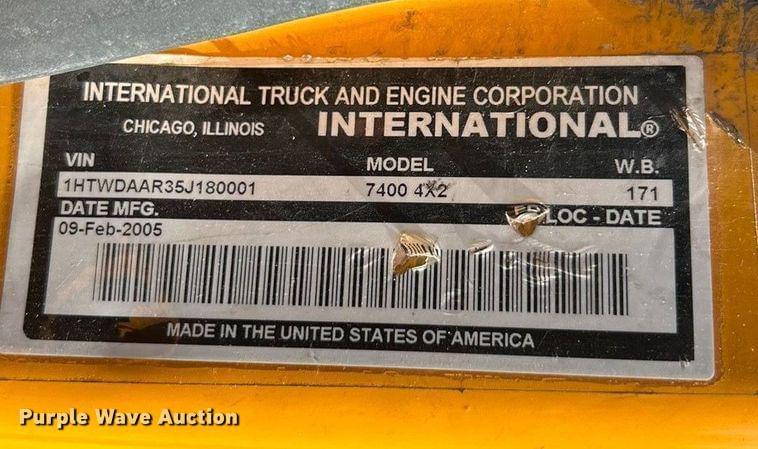 INTERNATIONAL TRUCK AND ENGINE CORPORATION
CHICAGO, ILLINOIS INTERNATIONAL®
VIN MODEL W.B.
1HTWDAAR35J180001 7400 4X2 171
DATE MFG. LOC - DATE
09-Feb-2005
MADE IN THE UNITED STATES OF AMERICA
Purple Wave Auction